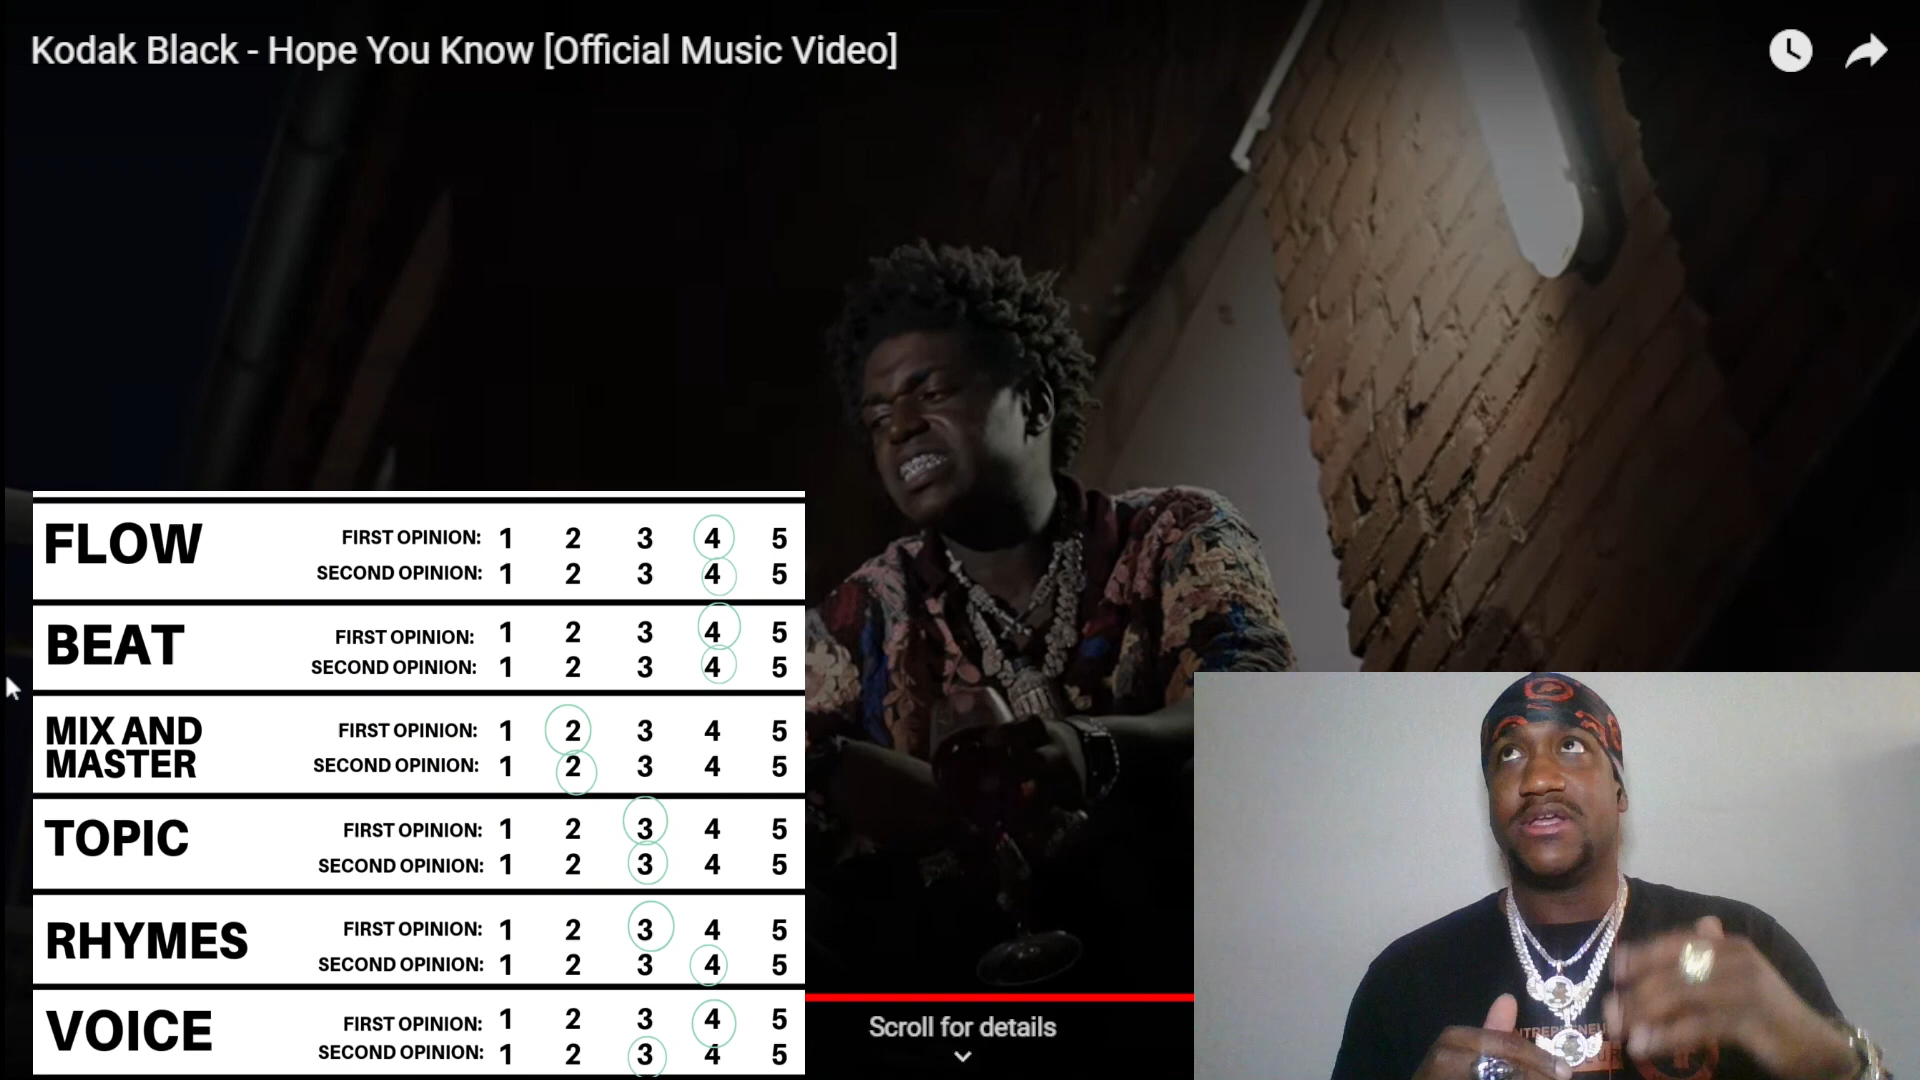 Kodak Black - Hope You Know [Official Music Video]
FLOW
FIRST OPINION: 1 2 3 4 5
SECOND OPINION: 1 2 3 4 5
BEAT
FIRST OPINION: 1 2 3 4 5
SECOND OPINION: 1 2 3 4 5
MIX AND
MASTER
FIRST OPINION: 1 2 3 4 5
SECOND OPINION: 1 2 3 4 5
TOPIC
FIRST OPINION: 1 2 3 4 5
SECOND OPINION: 1 2 3 4 5
RHYMES
FIRST OPINION: 1 2 3 4 5
SECOND OPINION: 1 2 3 4 5
VOICE
FIRST OPINION: 1 2 3 4 5
SECOND OPINION: 1 2 3 4 5
Scroll for details